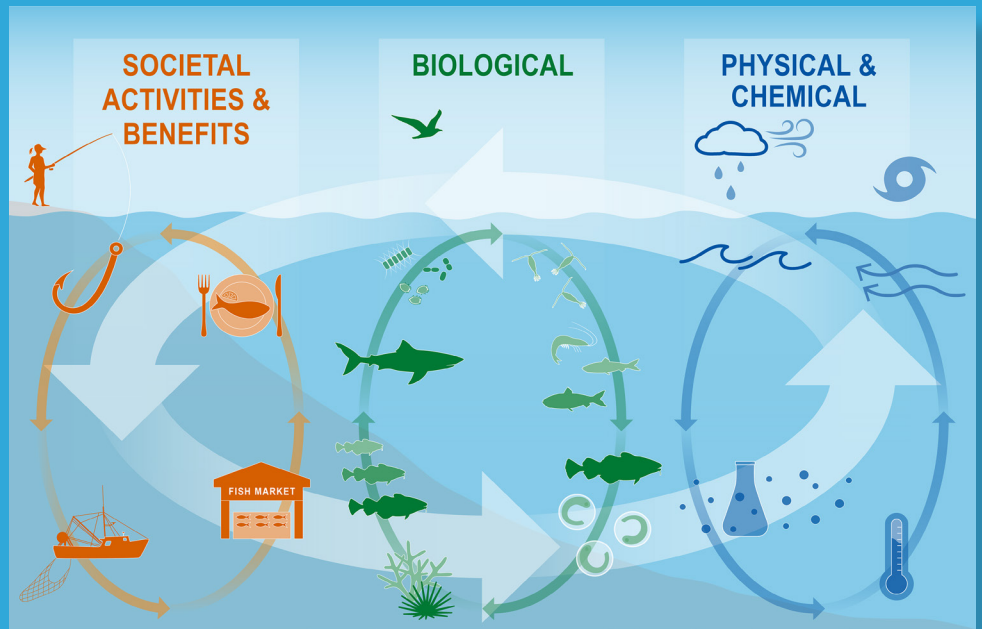 SOCIETAL
ACTIVITIES &
BENEFITS
BIOLOGICAL
PHYSICAL &
CHEMICAL
FISH MARKET